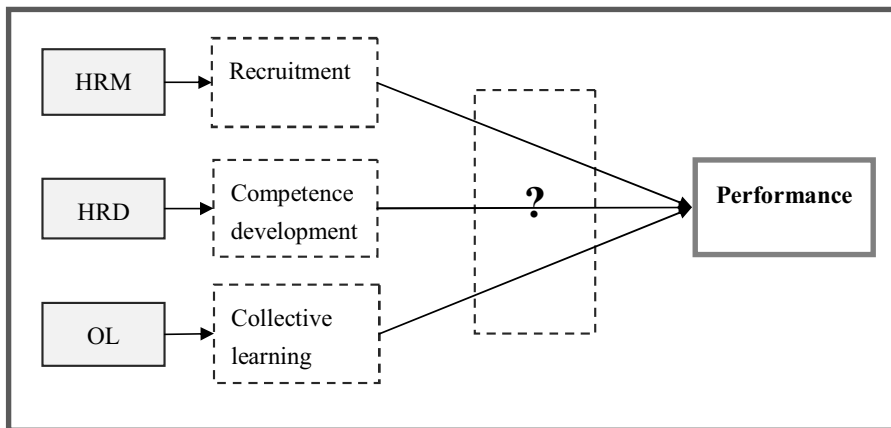 HRM
Recruitment
HRD
Competence
development
?
Performance
OL
Collective
learning